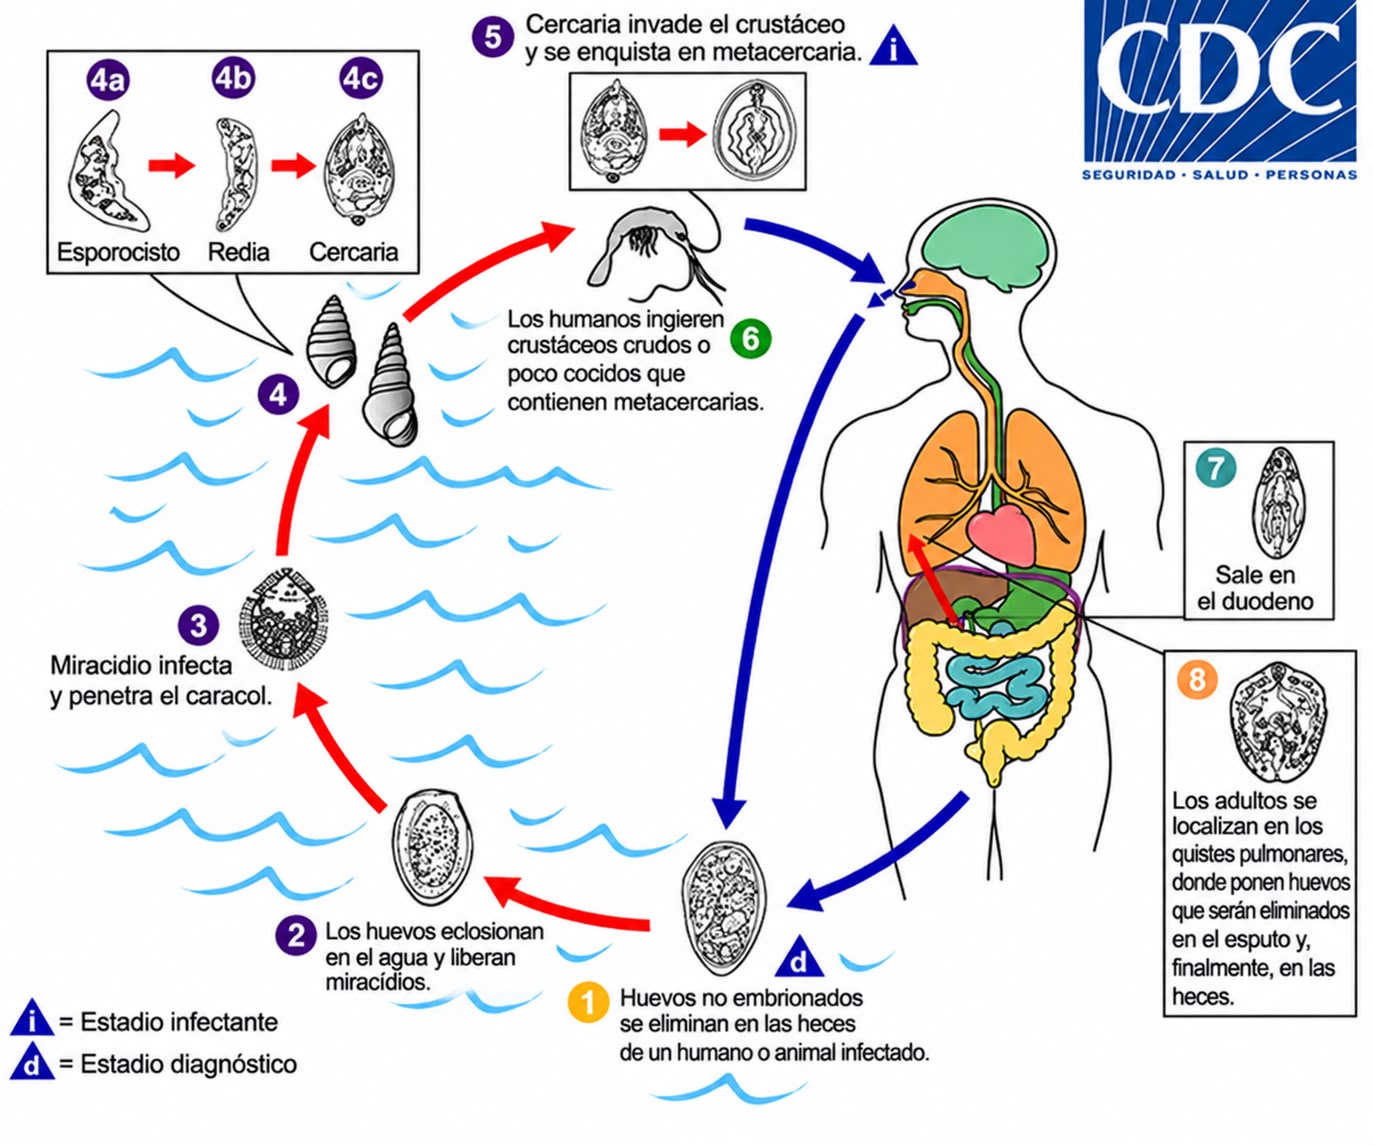 5 Cercaria invade el crustáceo
y se enquista en metacercaria. i
CDC
SEGURIDAD · SALUD · PERSONAS
4a 4b 4c
Esporocisto Redia Cercaria
4
Los humanos ingieren
crustáceos crudos o
poco cocidos que
contienen metacercarias.
6
7
Sale en
el duodeno
3
Miracidio infecta
y penetra el caracol.
8
Los adultos se
localizan en los
quistes pulmonares,
donde ponen huevos
que serán eliminados
en el esputo y,
finalmente, en las
heces.
2 Los huevos eclosionan
en el agua y liberan
miracídios.
d
1 Huevos no embrionados
se eliminan en las heces
de un humano o animal infectado.
i = Estadio infectante
d = Estadio diagnóstico